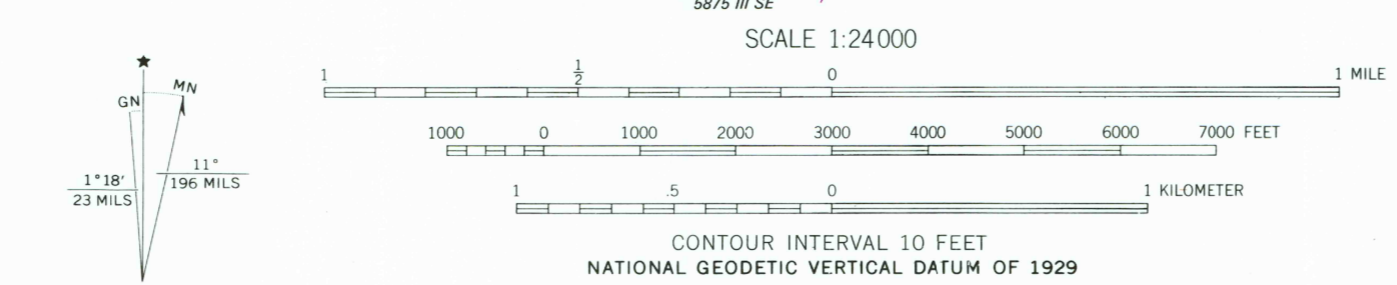 5875 III SE
SCALE 1:24 000
1 1/2 0 1 MILE
1000 0 1000 2000 3000 4000 5000 6000 7000 FEET
1 .5 0 1 KILOMETER
CONTOUR INTERVAL 10 FEET
NATIONAL GEODETIC VERTICAL DATUM OF 1929
★
MN
GN
11°
196 MILS
1°18′
23 MILS